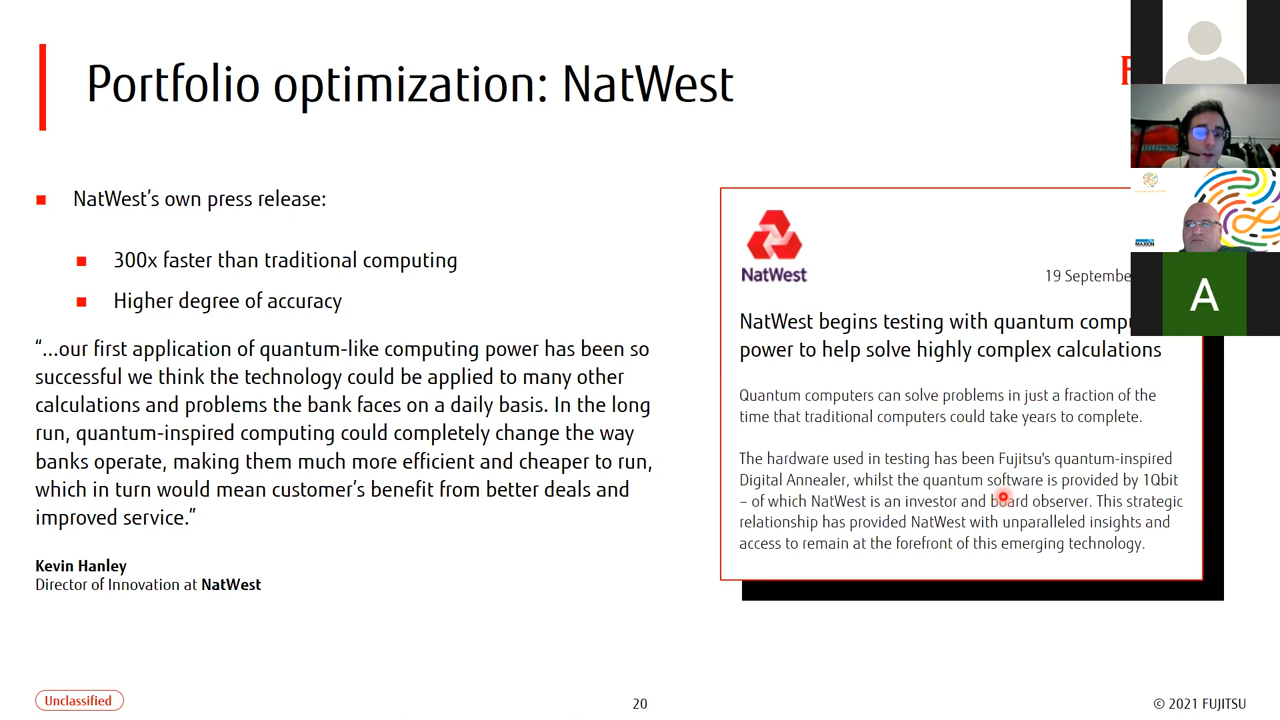 Portfolio optimization: NatWest
F
NatWest's own press release:
300x faster than traditional computing
Higher degree of accuracy
“...our first application of quantum-like computing power has been so
successful we think the technology could be applied to many other
calculations and problems the bank faces on a daily basis. In the long
run, quantum-inspired computing could completely change the way
banks operate, making them much more efficient and cheaper to run,
which in turn would mean customer's benefit from better deals and
improved service.”
Kevin Hanley
Director of Innovation at NatWest
NatWest
19 Septembe
NatWest begins testing with quantum compu
power to help solve highly complex calculations
Quantum computers can solve problems in just a fraction of the
time that traditional computers could take years to complete.
The hardware used in testing has been Fujitsu's quantum-inspired
Digital Annealer, whilst the quantum software is provided by 1Qbit
– of which NatWest is an investor and board observer. This strategic
relationship has provided NatWest with unparalleled insights and
access to remain at the forefront of this emerging technology.
A
Unclassified
20
© 2021 FUJITSU